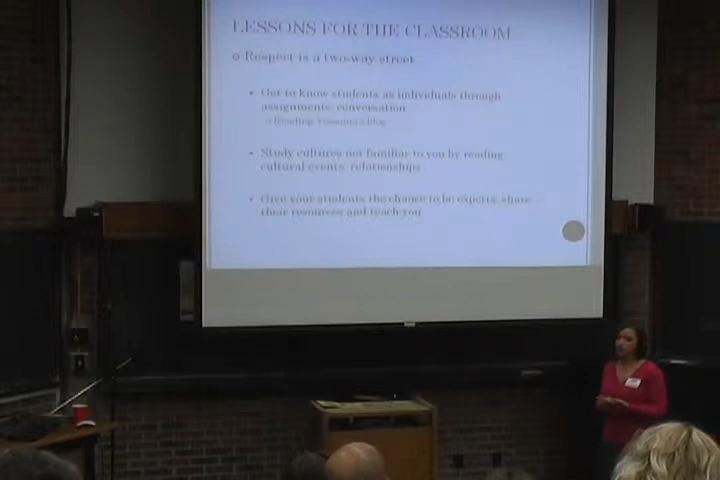 LESSONS FOR THE CLASSROOM
Respect is a two-way street
Get to know students as individuals through
assignments, conversation
Reading blog
Study cultures not familiar to you by reading,
cultural events, relationships
Give your students the chance to be experts, share
their resources and teach you